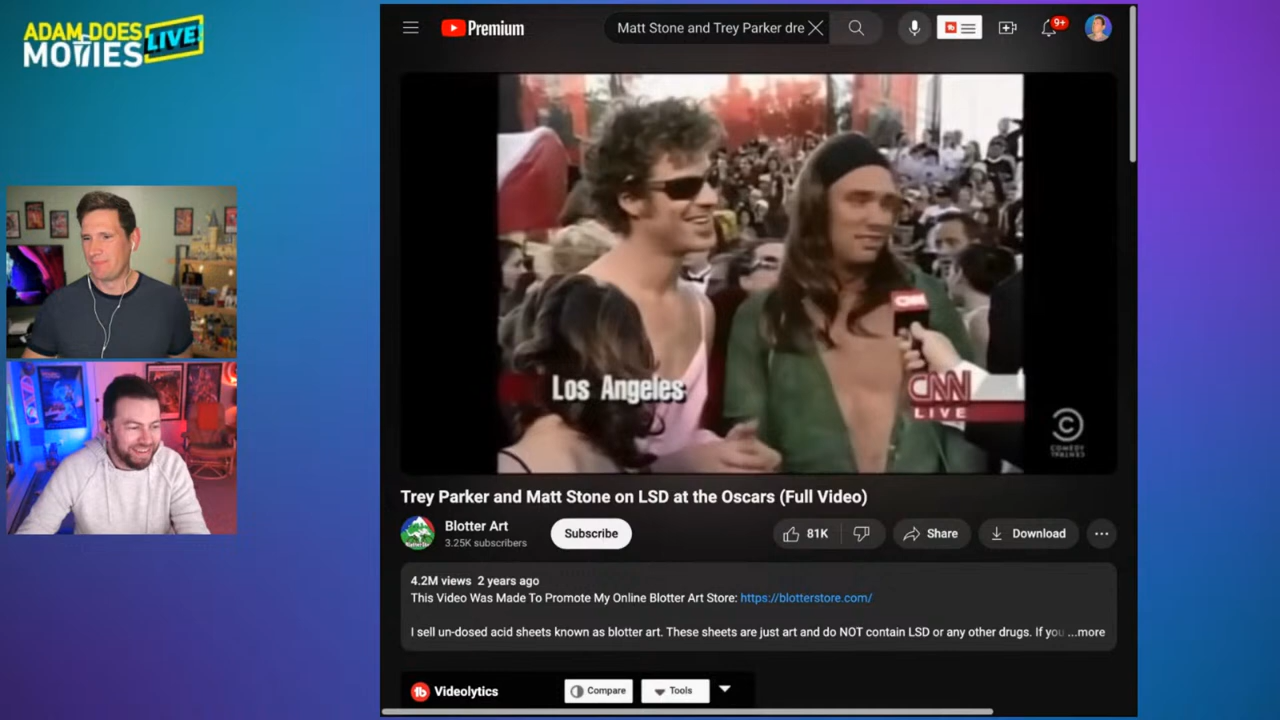 ADAM DOES
MOVIES
LIVE!
Premium
Matt Stone and Trey Parker dre
9+
CNN
Los Angeles
CNN
LIVE
COMEDY
CENTRAL
Trey Parker and Matt Stone on LSD at the Oscars (Full Video)
Blotter Art
3.25K subscribers
Subscribe
81K
Share
Download
4.2M views 2 years ago
This Video Was Made To Promote My Online Blotter Art Store: https://blotterstore.com/
I sell un-dosed acid sheets known as blotter art. These sheets are just art and do NOT contain LSD or any other drugs. If you ...more
Videolytics
Compare
Tools